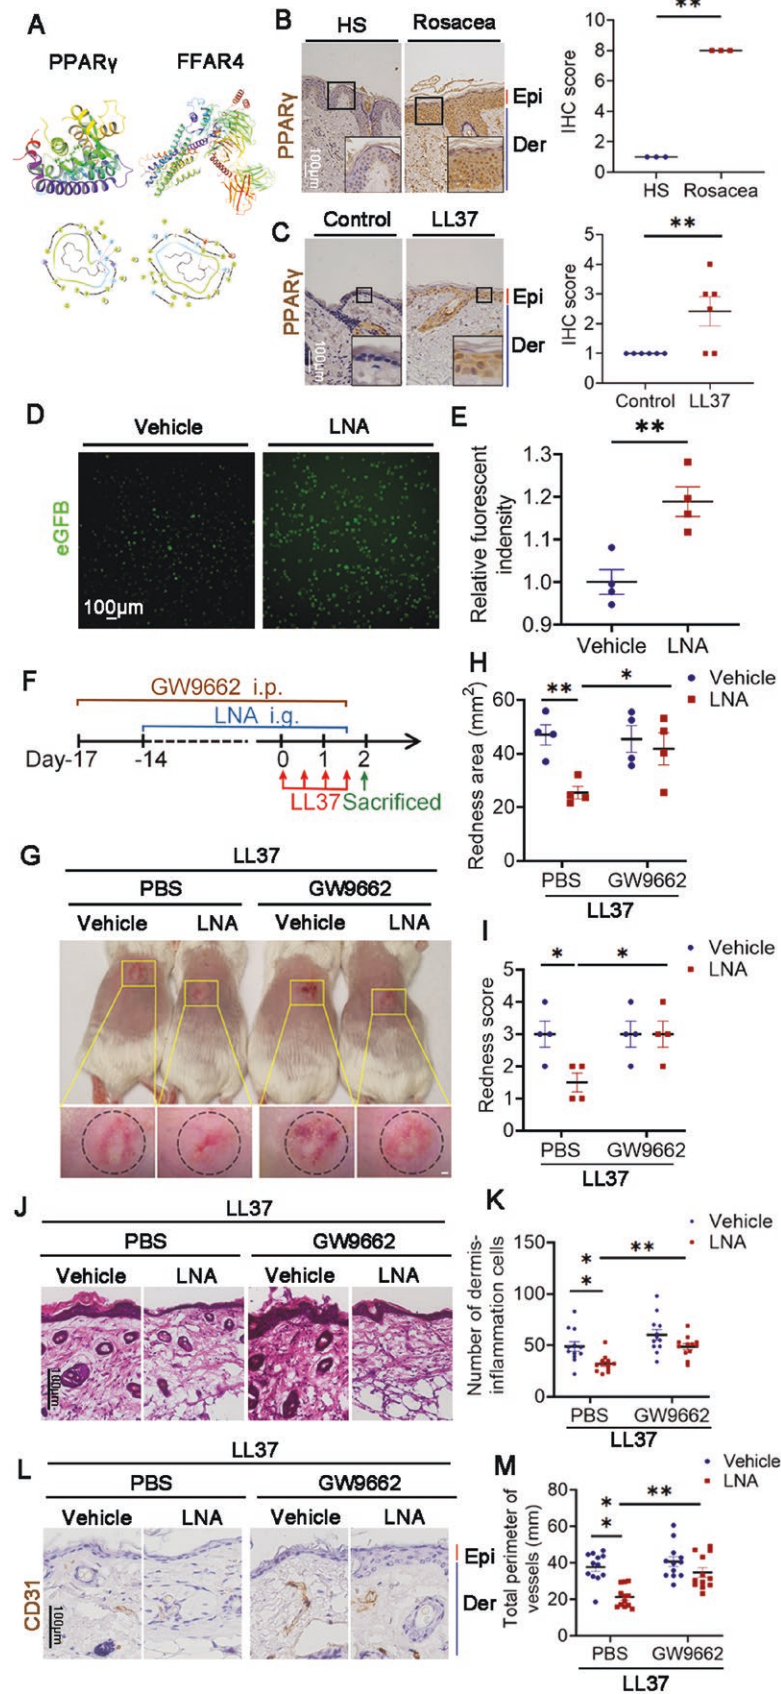 A
PPARγ
FFAR4
B
HS
Rosacea
PPARγ
100μm
Epi
Der
**
IHC score
10
8
6
4
2
0
HS
Rosacea
C
Control
LL37
PPARγ
100μm
Epi
Der
**
IHC score
5
4
3
2
1
0
Control
LL37
D
Vehicle
LNA
eGFB
100μm
E
**
Relative fuorescent
indensity
1.3
1.2
1.1
1.0
0.9
Vehicle
LNA
F
GW9662 i.p.
LNA i.g.
Day-17
-14
0
1
2
LL37
Sacrificed
H
Vehicle
LNA
**
*
Redness area (mm²)
60
40
20
0
PBS
GW9662
LL37
G
LL37
PBS
GW9662
Vehicle
LNA
Vehicle
LNA
I
Vehicle
LNA
*
*
Redness score
5
4
3
2
1
0
PBS
GW9662
LL37
J
LL37
PBS
GW9662
Vehicle
LNA
Vehicle
LNA
100μm
K
Vehicle
LNA
*
*
**
Number of dermis-
inflammation cells
150
100
50
0
PBS
GW9662
LL37
L
LL37
PBS
GW9662
Vehicle
LNA
Vehicle
LNA
CD31
100μm
Epi
Der
M
Vehicle
LNA
*
*
**
Total perimeter of
vessels (mm)
80
60
40
20
0
PBS
GW9662
LL37